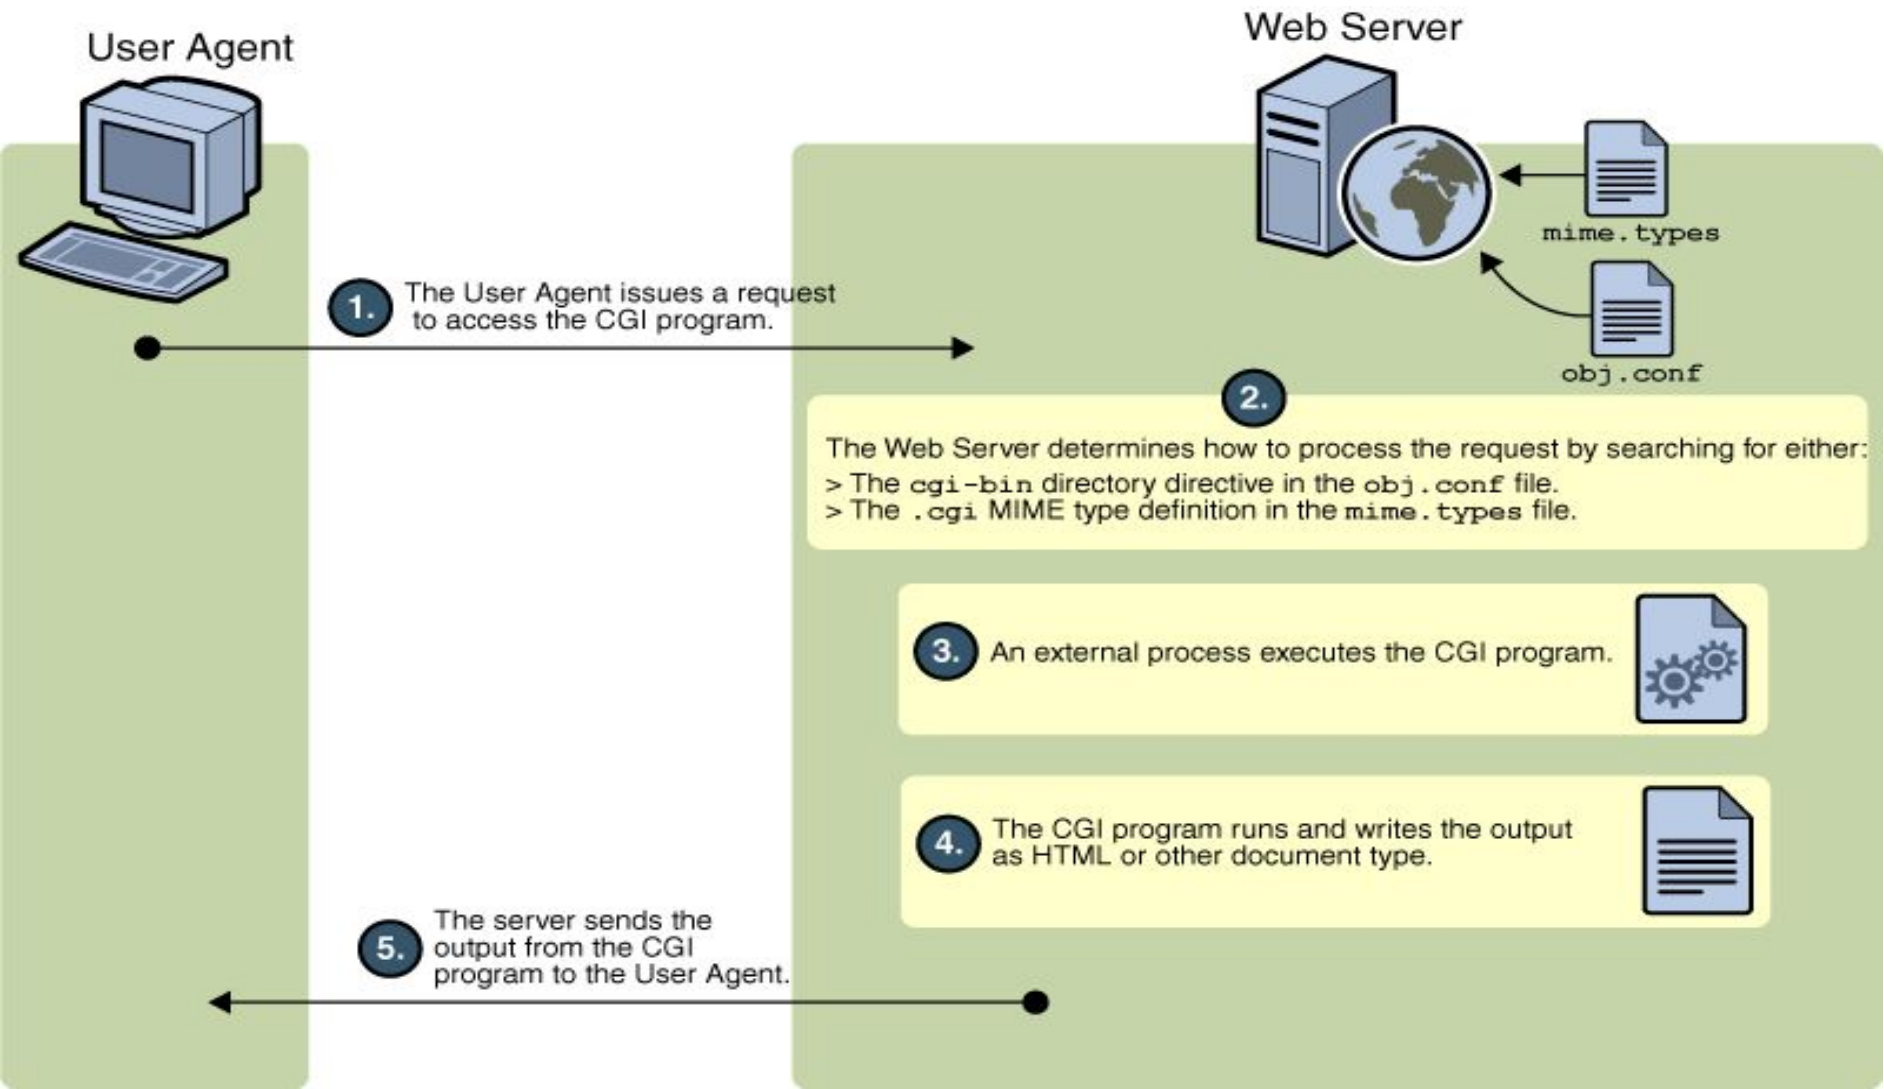 User Agent
Web Server
mime.types
obj.conf
1.
The User Agent issues a request
to access the CGI program.
2.
The Web Server determines how to process the request by searching for either:
> The cgi-bin directory directive in the obj.conf file.
> The .cgi MIME type definition in the mime.types file.
3.
An external process executes the CGI program.
4.
The CGI program runs and writes the output
as HTML or other document type.
5.
The server sends the
output from the CGI
program to the User Agent.